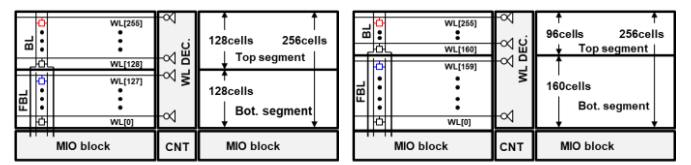 BL
WL[255]
WL[128]
FBL
WL[127]
WL[0]
WL DEC.
128cells
256cells
Top segment
128cells
Bot. segment
MIO block
CNT
MIO block
BL
WL[255]
WL[160]
FBL
WL[159]
WL[0]
WL DEC.
96cells
256cells
Top segment
160cells
Bot. segment
MIO block
CNT
MIO block